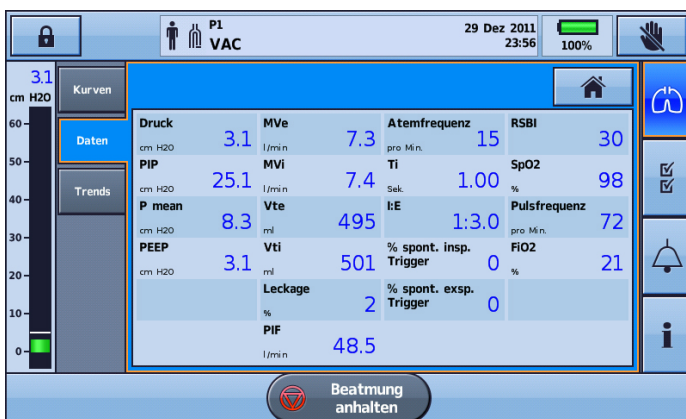 P1
VAC
29 Dez 2011
23:56
100%
3.1
cm H2O
60
50
40
30
20
10
0
Kurven
Daten
Trends
Druck
cm H2O
3.1
MVe
l/min
7.3
Atemfrequenz
pro Min.
15
RSBI
30
PIP
cm H2O
25.1
MVi
l/min
7.4
Ti
Sek.
1.00
SpO2
%
98
P mean
cm H2O
8.3
Vte
ml
495
I:E
1:3.0
Pulsfrequenz
pro Min.
72
PEEP
cm H2O
3.1
Vti
ml
501
% spont. insp.
Trigger
0
FiO2
%
21
Leckage
%
2
% spont. exsp.
Trigger
0
PIF
l/min
48.5
Beatmung
anhalten